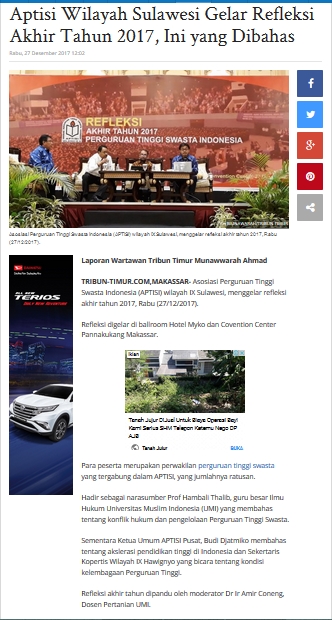 Aptisi Wilayah Sulawesi Gelar Refleksi
Akhir Tahun 2017, Ini yang Dibahas
Rabu, 27 Desember 2017 12:02
REFLEKSI
AKHIR TAHUN 2017
PERGURUAN TINGGI SWASTA INDONESIA
Asosiasi Perguruan Tinggi Swasta Indonesia (APTISI) wilayah IX Sulawesi, menggelar refleksi akhir tahun 2017, Rabu
(27/12/2017).
DAIHATSU
ALL NEW
TERIOS
Laporan Wartawan Tribun Timur Munawwarah Ahmad
TRIBUN-TIMUR.COM,MAKASSAR- Asosiasi Perguruan Tinggi
Swasta Indonesia (APTISI) wilayah IX Sulawesi, menggelar refleksi
akhir tahun 2017, Rabu (27/12/2017).
Refleksi digelar di ballroom Hotel Myko dan Covention Center
Pannakukang Makassar.
Iklan
Tanah Jujur DiJual Untuk Biaya Operasi Bayi
Kami Serius SHM Telepon Katamu Nego DP
AJB
Tanah Jujur
BUKA
Para peserta merupakan perwakilan perguruan tinggi swasta
yang tergabung dalam APTISI, yang jumlahnya ratusan.
Hadir sebagai narasumber Prof Hambali Thalib, guru besar Ilmu
Hukum Universitas Muslim Indonesia (UMI) yang membahas
tentang konflik hukum dan pengelolaan Perguruan Tinggi Swasta.
Sementara Ketua Umum APTISI Pusat, Budi Djatmiko membahas
tentang akslerasi pendidikan tinggi di Indonesia dan Sekertaris
Kopertis Wilayah IX Hawignyo yang bicara tentang kondisi
kelembagaan Perguruan Tinggi.
Refleksi akhir tahun dipandu oleh moderator Dr Ir Amir Coneng,
Dosen Pertanian UMI.